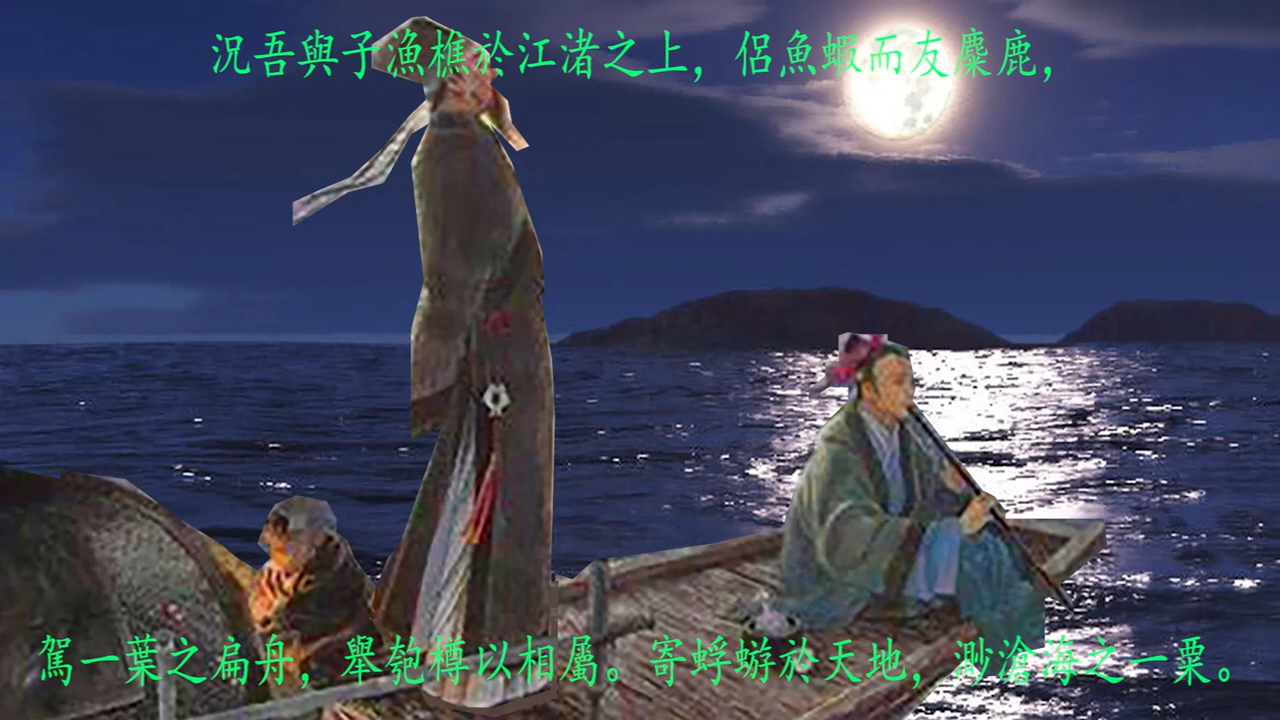 況吾與子漁樵於江渚之上，侶魚蝦而友麋鹿，
駕一葉之扁舟，舉匏樽以相屬。寄蜉蝣於天地，渺滄海之一粟。